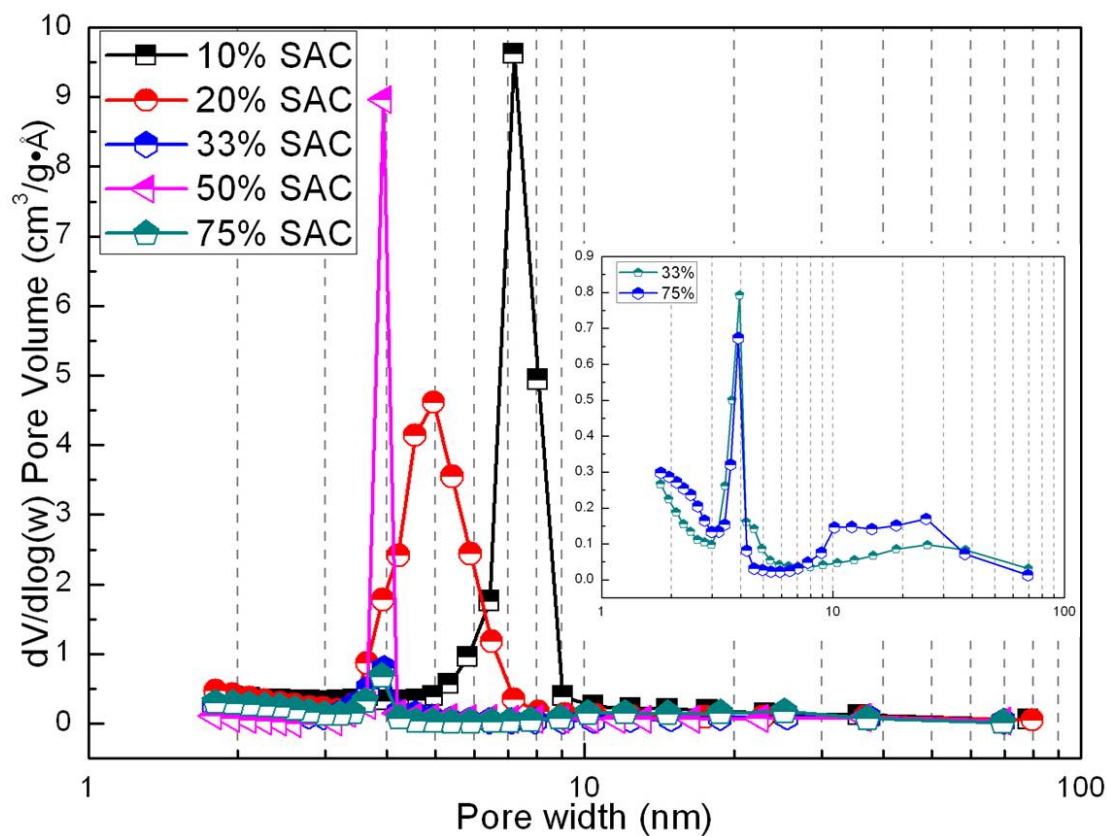 dV/dlog(w) Pore Volume (cm³/g•Å)
10
9
8
7
6
5
4
3
2
1
0
10% SAC
20% SAC
33% SAC
50% SAC
75% SAC
0.9
0.8
0.7
0.6
0.5
0.4
0.3
0.2
0.1
0.0
33%
75%
1 10 100
1 10 100
Pore width (nm)